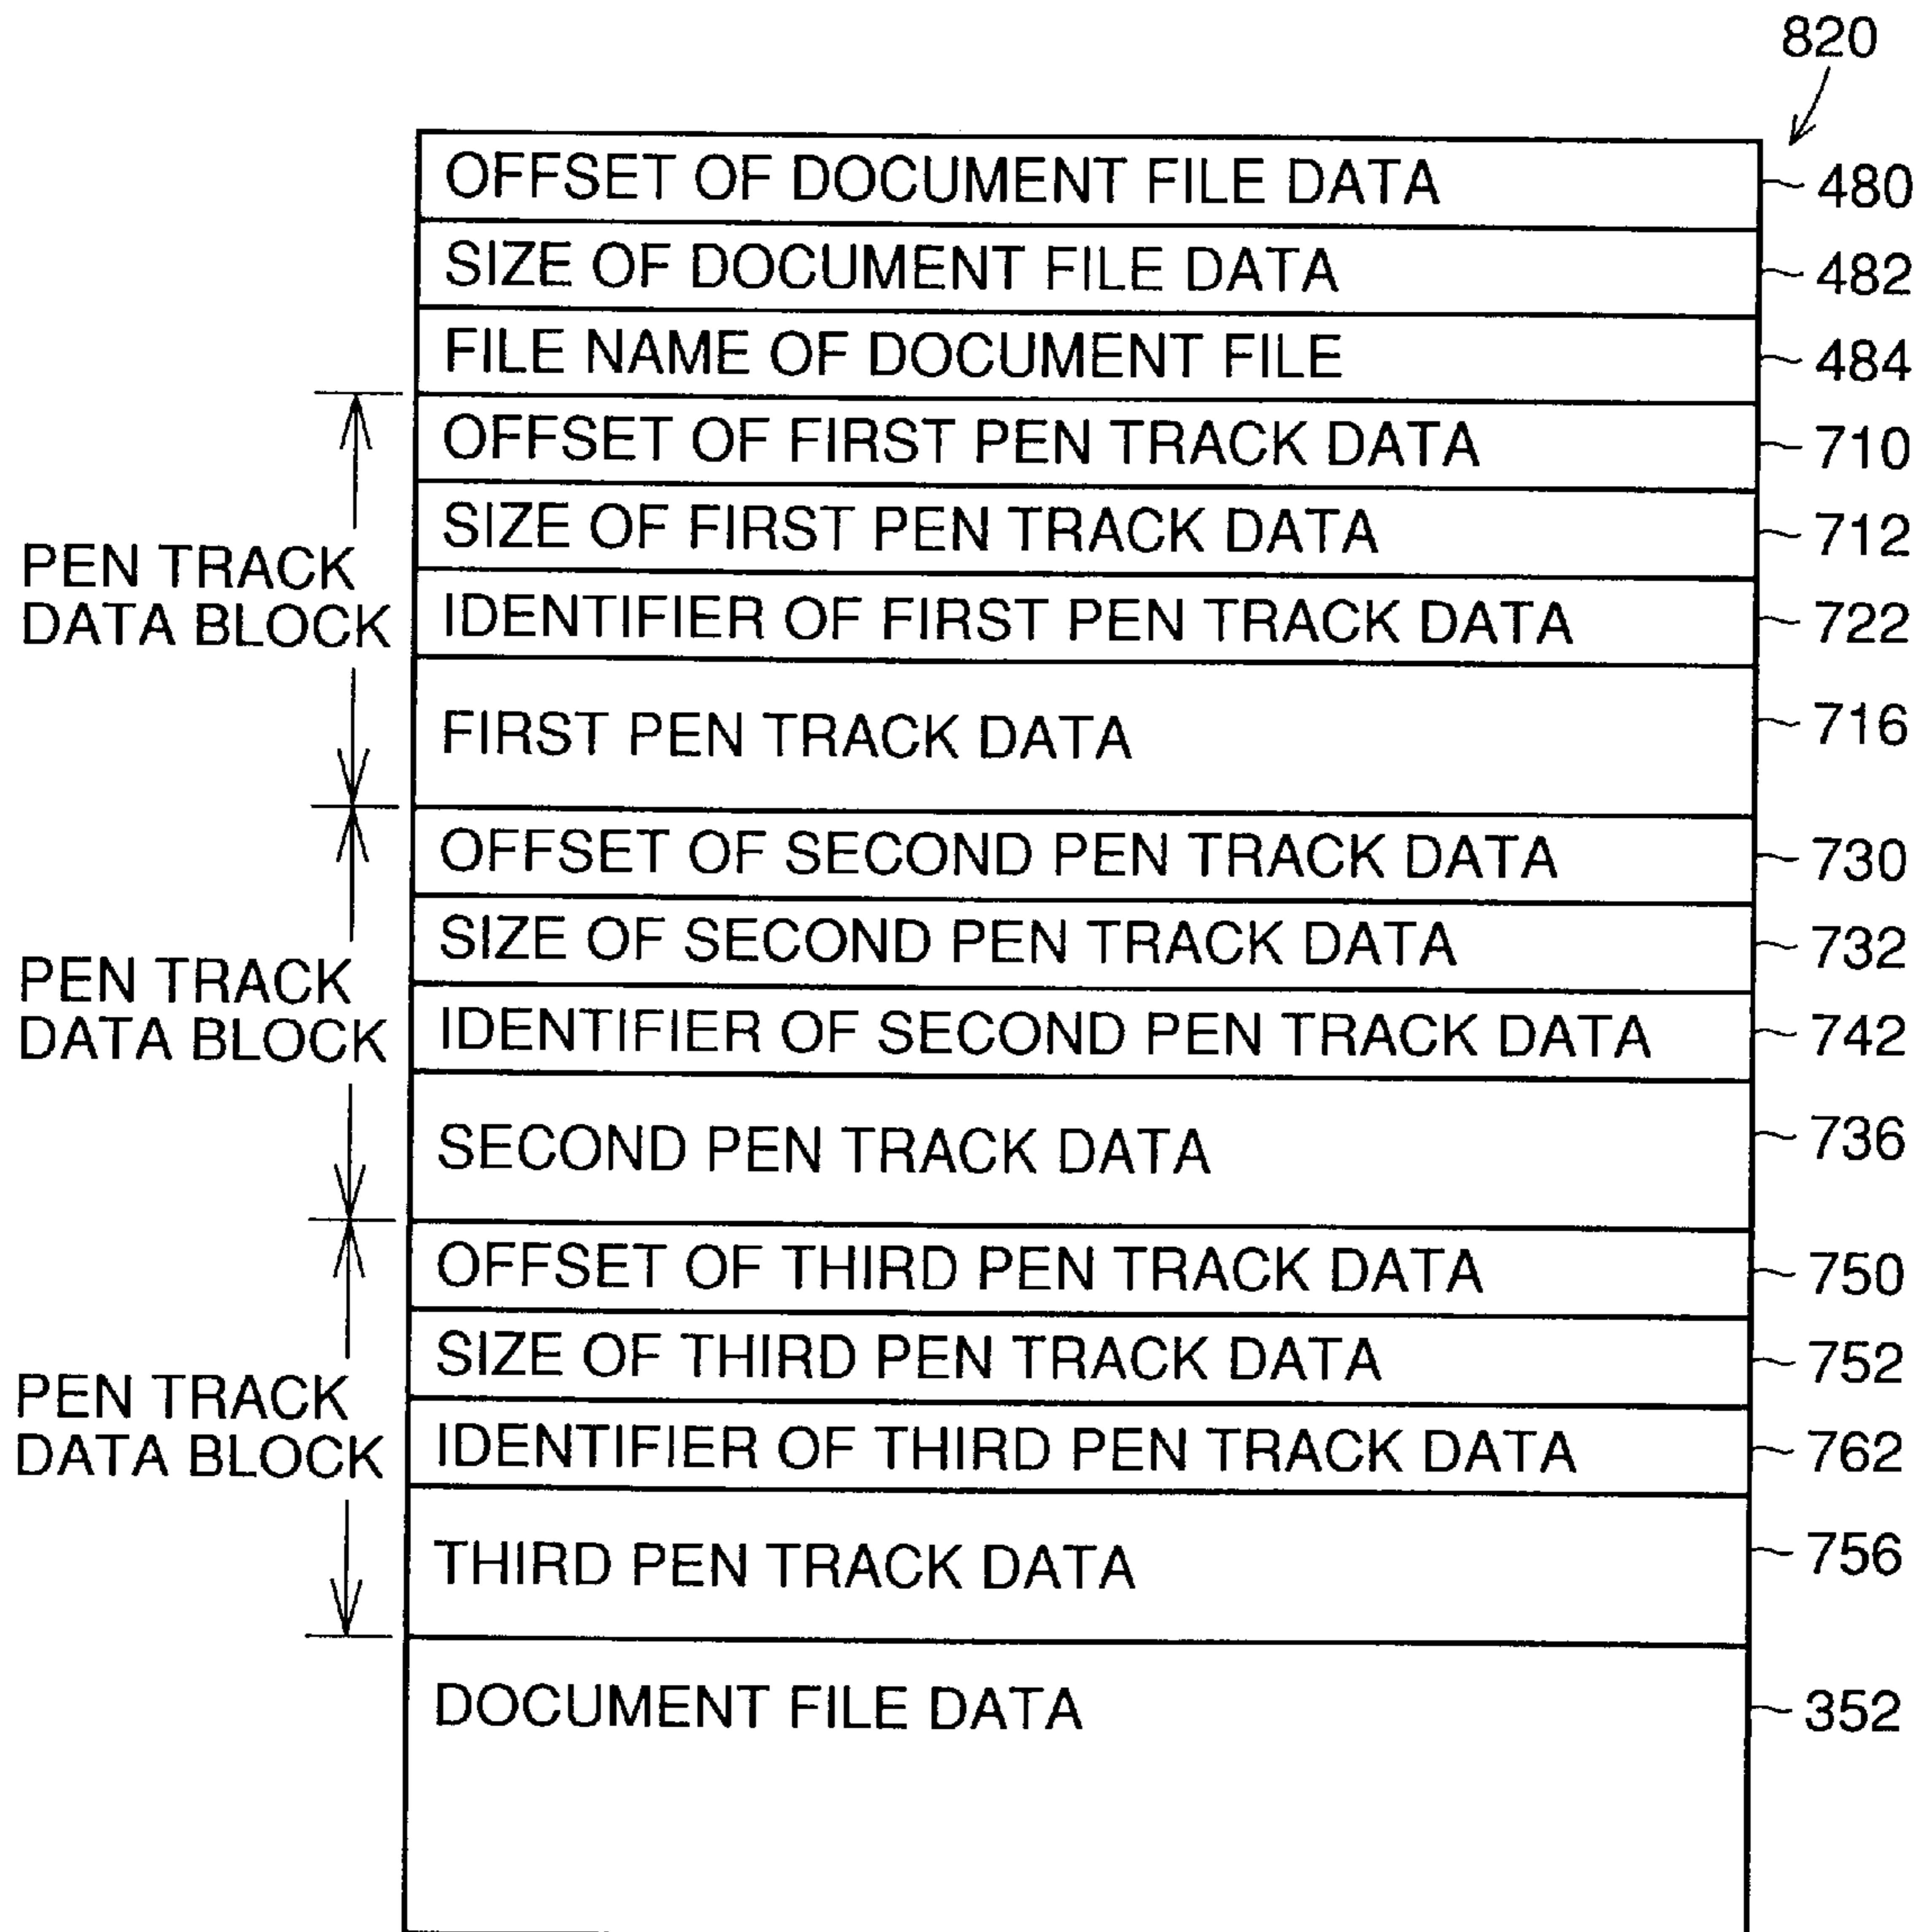 820
OFFSET OF DOCUMENT FILE DATA 480
SIZE OF DOCUMENT FILE DATA 482
FILE NAME OF DOCUMENT FILE 484
PEN TRACK
DATA BLOCK
OFFSET OF FIRST PEN TRACK DATA 710
SIZE OF FIRST PEN TRACK DATA 712
IDENTIFIER OF FIRST PEN TRACK DATA 722
FIRST PEN TRACK DATA 716
PEN TRACK
DATA BLOCK
OFFSET OF SECOND PEN TRACK DATA 730
SIZE OF SECOND PEN TRACK DATA 732
IDENTIFIER OF SECOND PEN TRACK DATA 742
SECOND PEN TRACK DATA 736
PEN TRACK
DATA BLOCK
OFFSET OF THIRD PEN TRACK DATA 750
SIZE OF THIRD PEN TRACK DATA 752
IDENTIFIER OF THIRD PEN TRACK DATA 762
THIRD PEN TRACK DATA 756
DOCUMENT FILE DATA 352